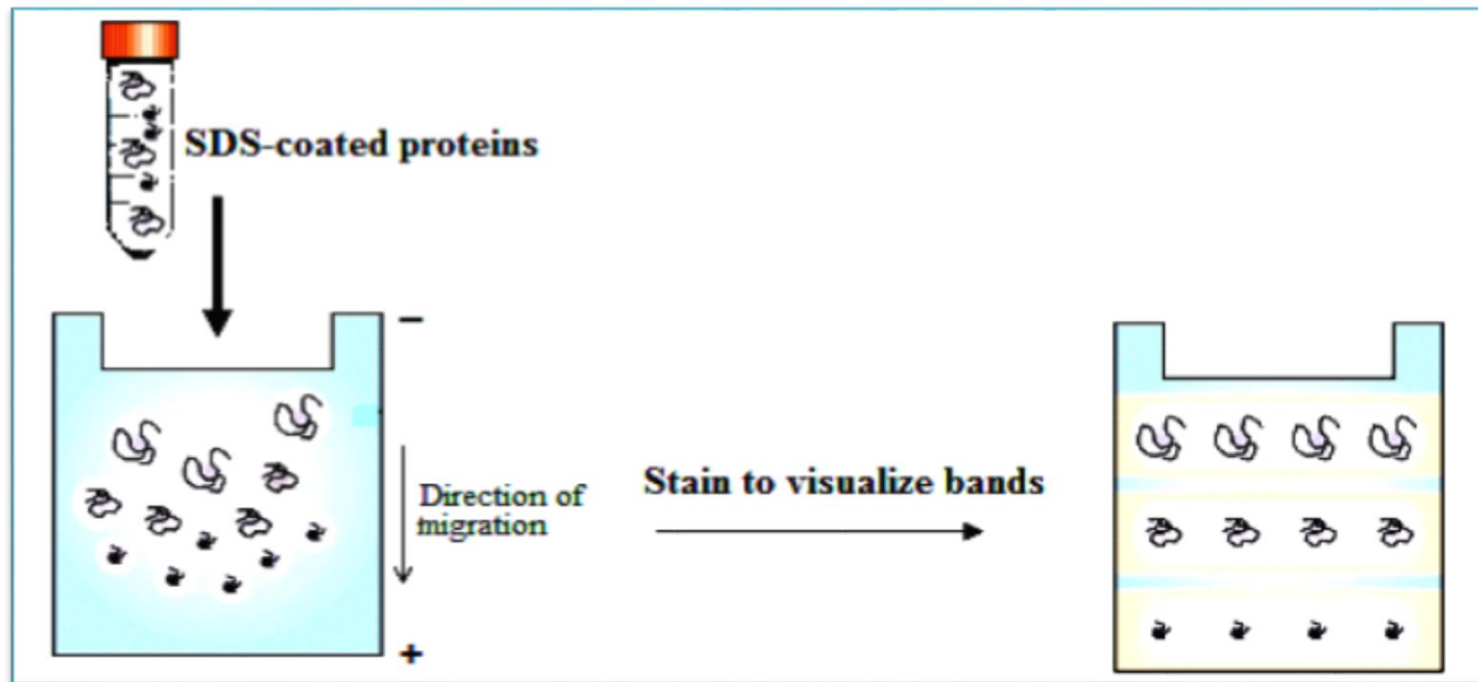 SDS-coated proteins
−
Direction of
migration
+
Stain to visualize bands